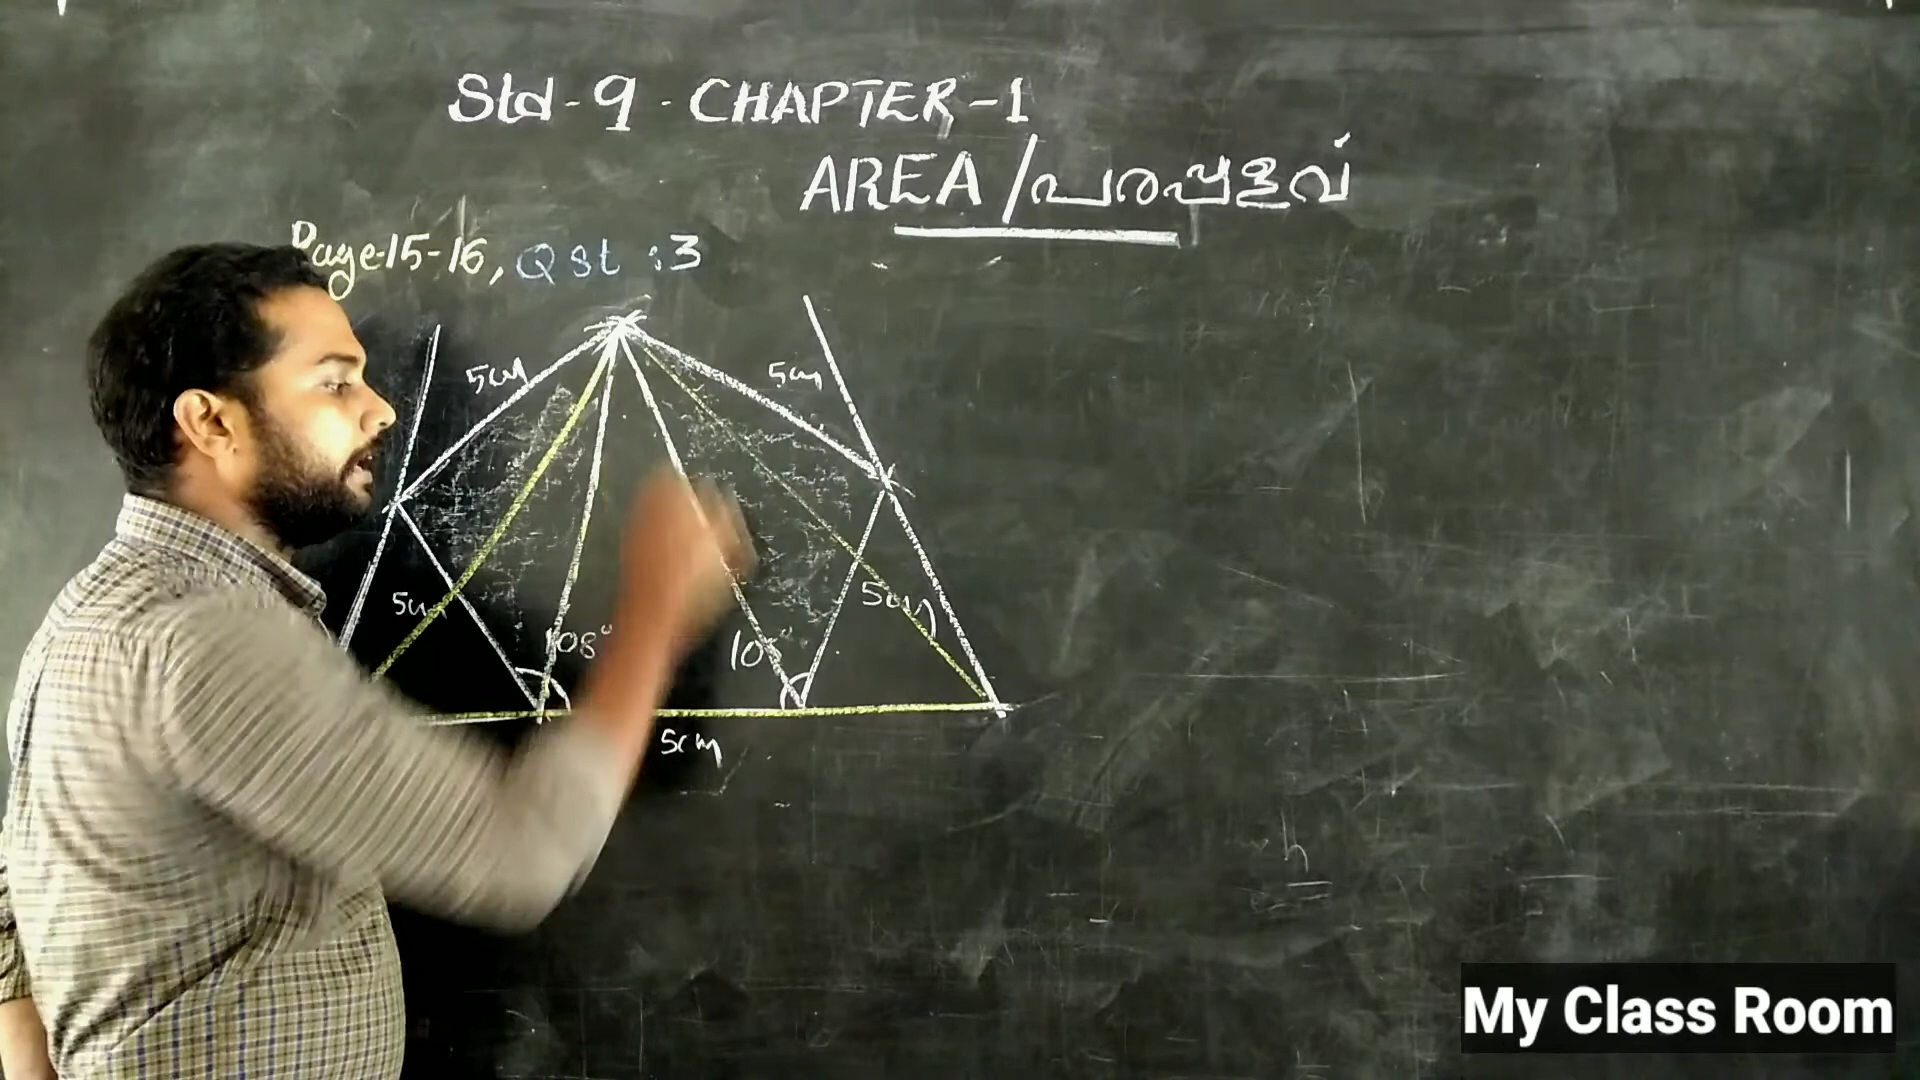 Std - 9 - CHAPTER - 1
AREA / പരപ്പളവ്
Page-15-16, Qst : 3
5cm
5cm
5cm
5cm
108°
5cm
h
My Class Room